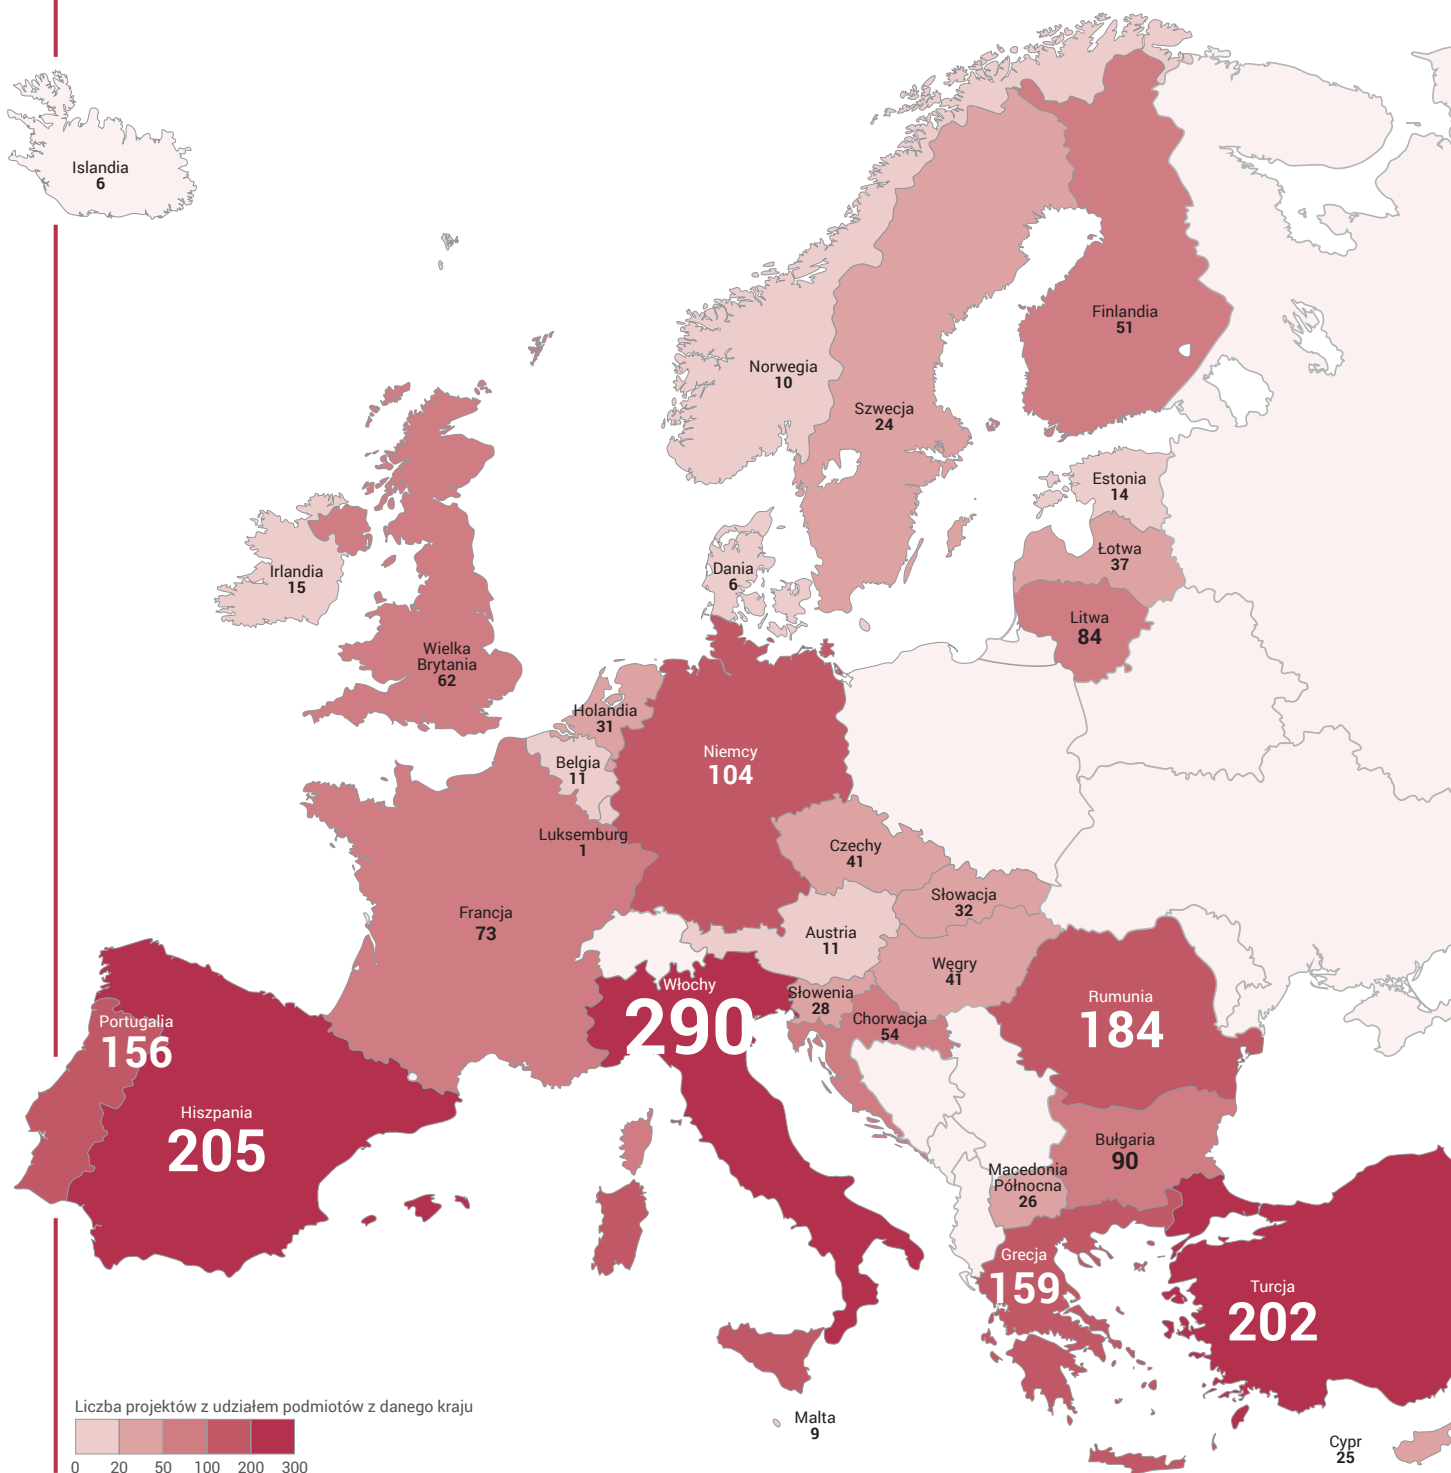 Islandia
6
Finlandia
51
Norwegia
10
Szwecja
24
Estonia
14
Łotwa
37
Irlandia
15
Dania
6
Litwa
84
Wielka
Brytania
62
Holandia
31
Niemcy
104
Belgia
11
Luksemburg
1
Czechy
41
Słowacja
32
Francja
73
Austria
11
Węgry
41
Włochy
290
Słowenia
28
Rumunia
184
Chorwacja
54
Portugalia
156
Hiszpania
205
Bułgaria
90
Macedonia
Północna
26
Grecja
159
Turcja
202
Malta
9
Cypr
25
Liczba projektów z udziałem podmiotów z danego kraju
0 20 50 100 200 300